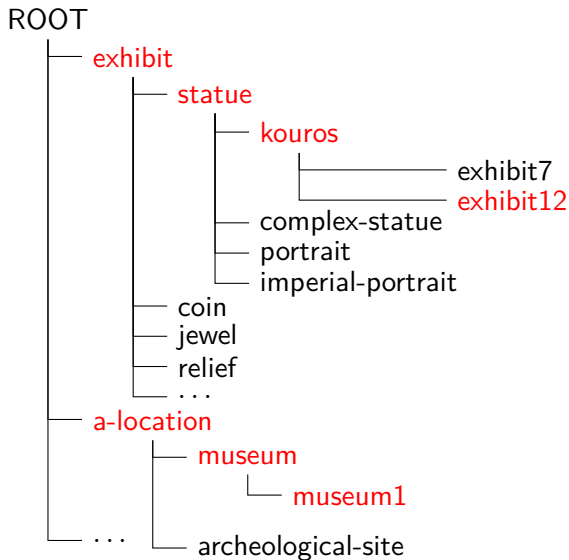 ROOT
exhibit
statue
kouros
exhibit7
exhibit12
complex-statue
portrait
imperial-portrait
coin
jewel
relief
...
a-location
museum
museum1
...
archeological-site